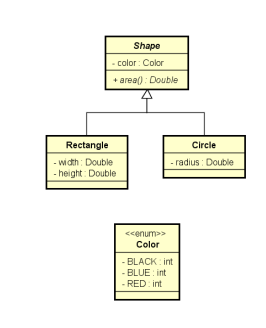 Shape
- color : Color
+ area() : Double
Rectangle
- width : Double
- height : Double
Circle
- radius : Double
<<enum>>
Color
- BLACK : int
- BLUE : int
- RED : int